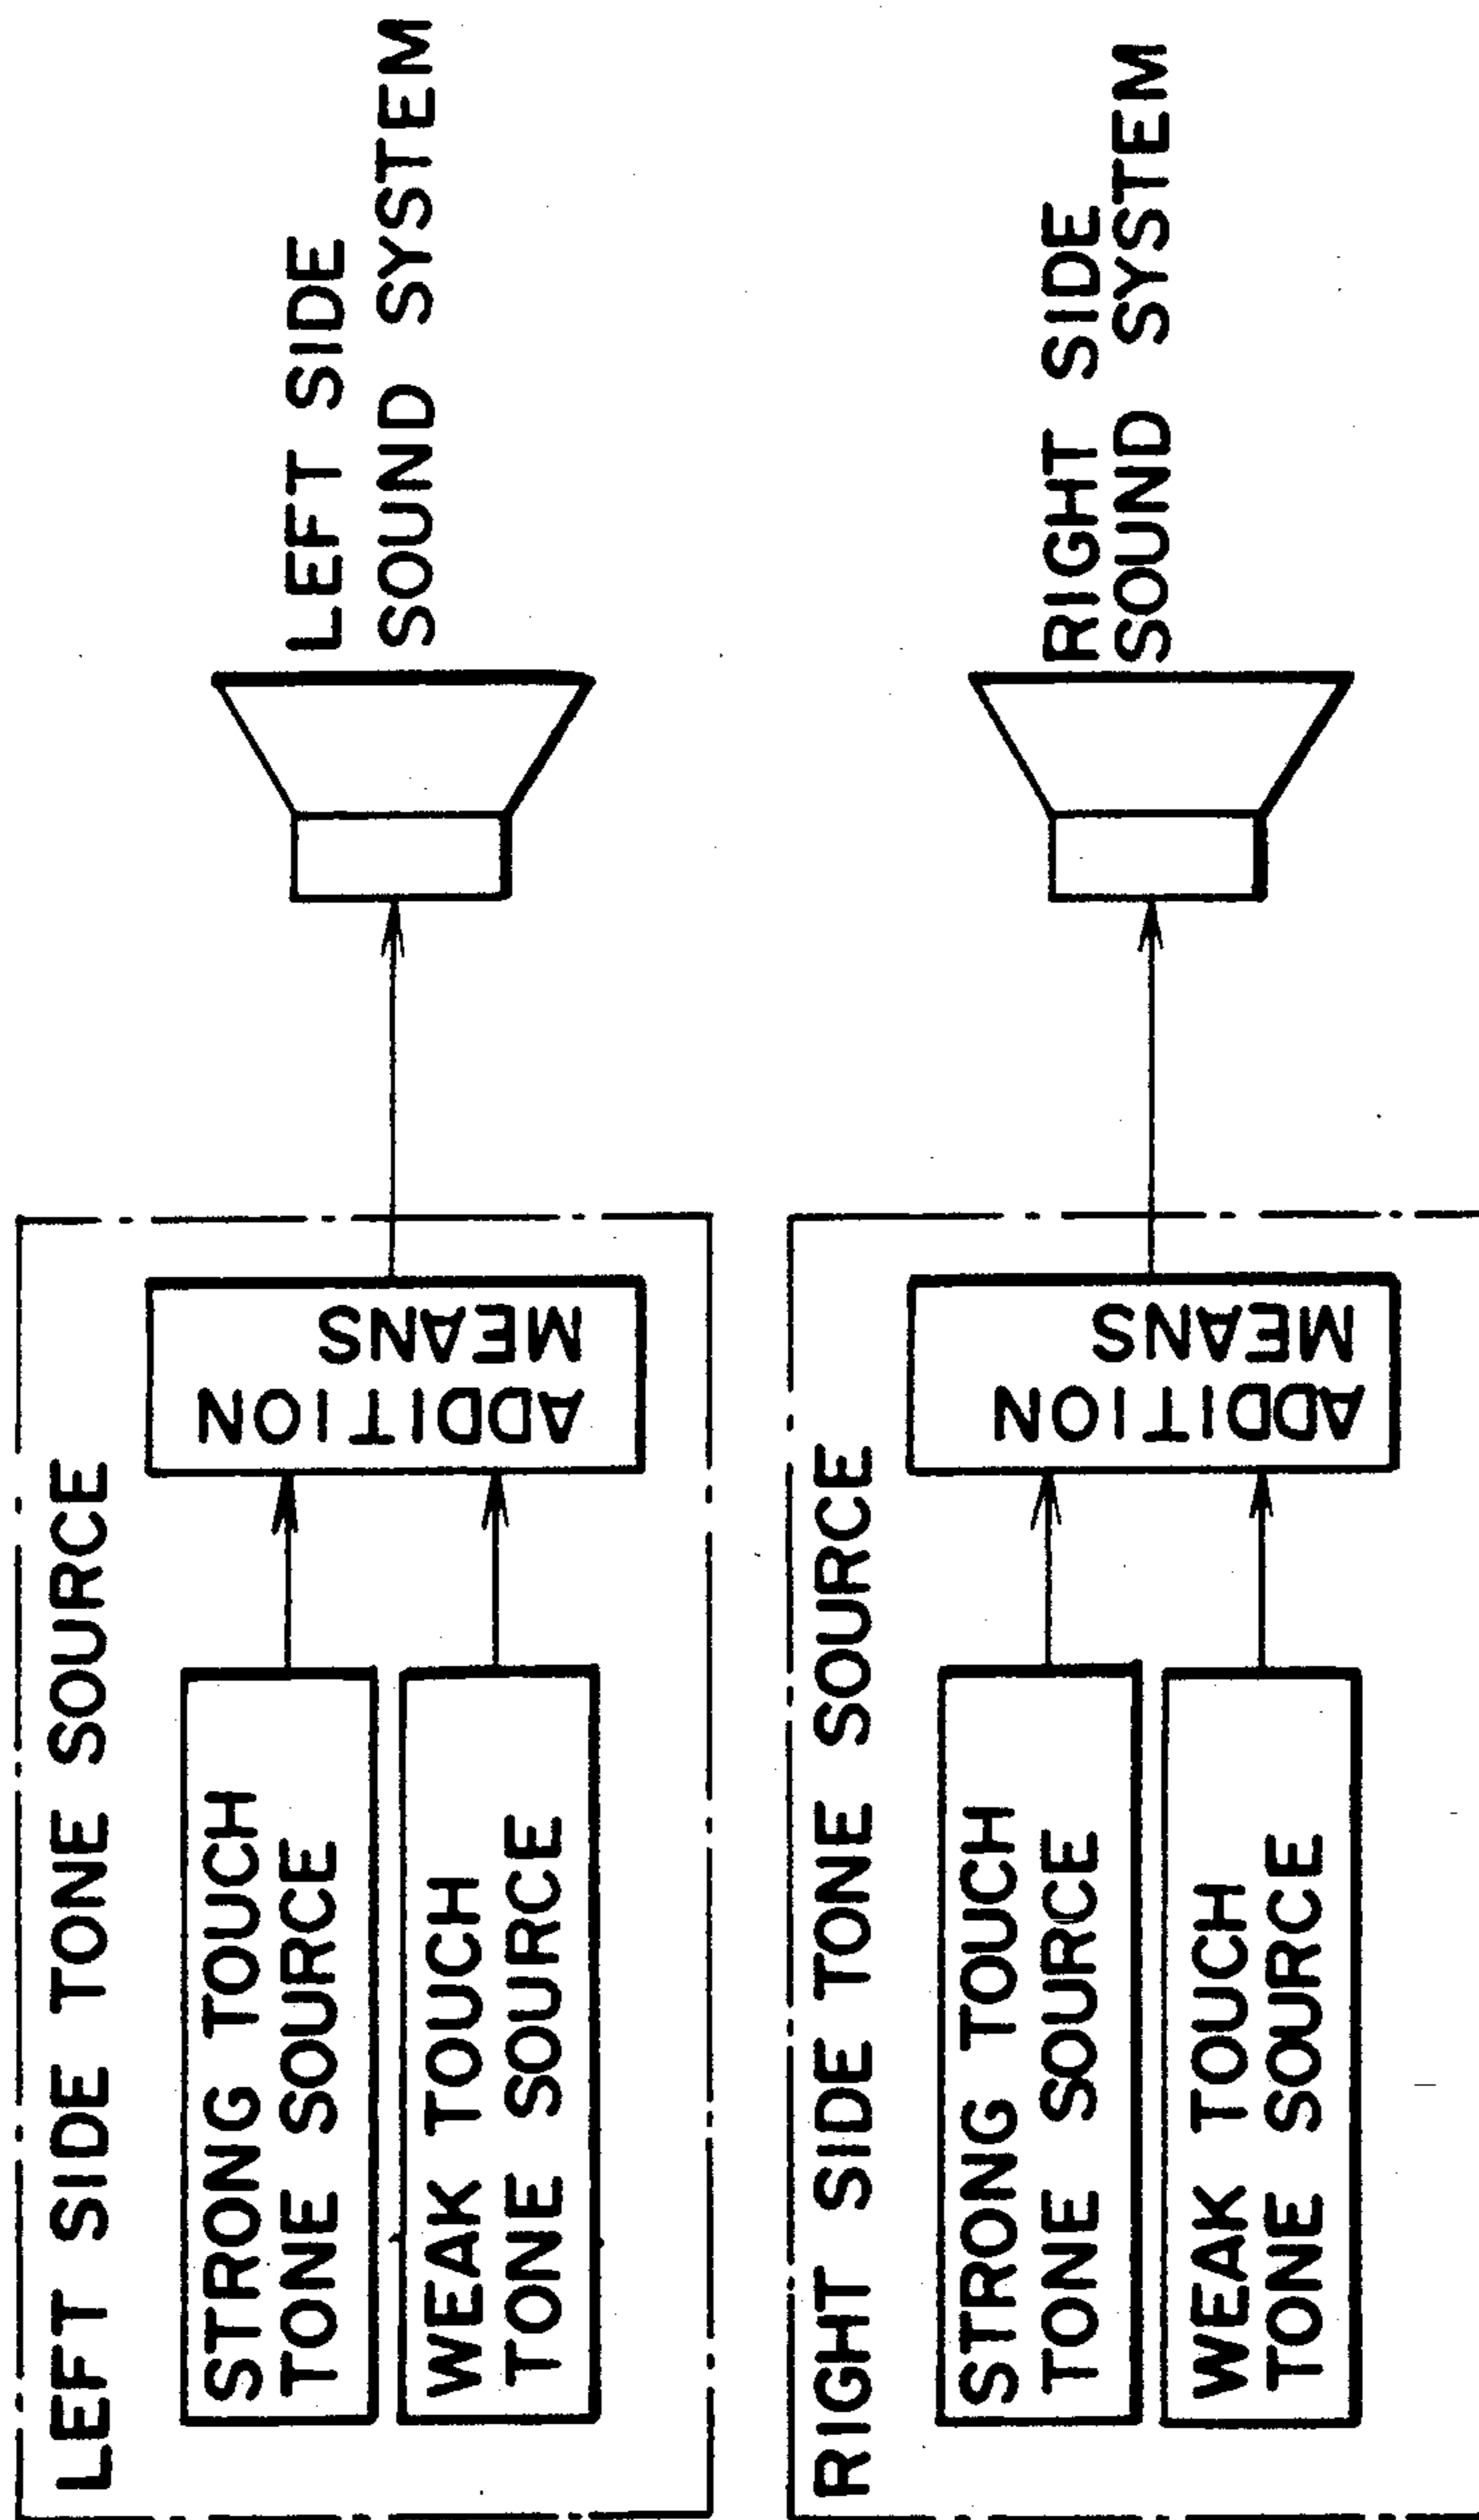 LEFT SIDE TONE SOURCE
STRONG TOUCH
TONE SOURCE
WEAK TOUCH
TONE SOURCE
ADDITION
MEANS
LEFT SIDE
SOUND SYSTEM
RIGHT SIDE TONE SOURCE
STRONG TOUCH
TONE SOURCE
WEAK TOUCH
TONE SOURCE
ADDITION
MEANS
RIGHT SIDE
SOUND SYSTEM